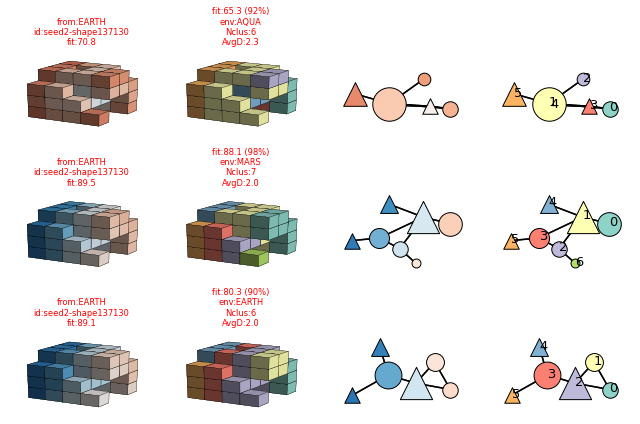 from:EARTH
id:seed2-shape137130
fit:70.8
fit:65.3 (92%)
env:AQUA
Nclus:6
AvgD:2.3
5
1
4
2
3
0
from:EARTH
id:seed2-shape137130
fit:89.5
fit:88.1 (98%)
env:MARS
Nclus:7
AvgD:2.0
4
1
0
5
3
2
6
from:EARTH
id:seed2-shape137130
fit:89.1
fit:80.3 (90%)
env:EARTH
Nclus:6
AvgD:2.0
4
1
3
2
0
5